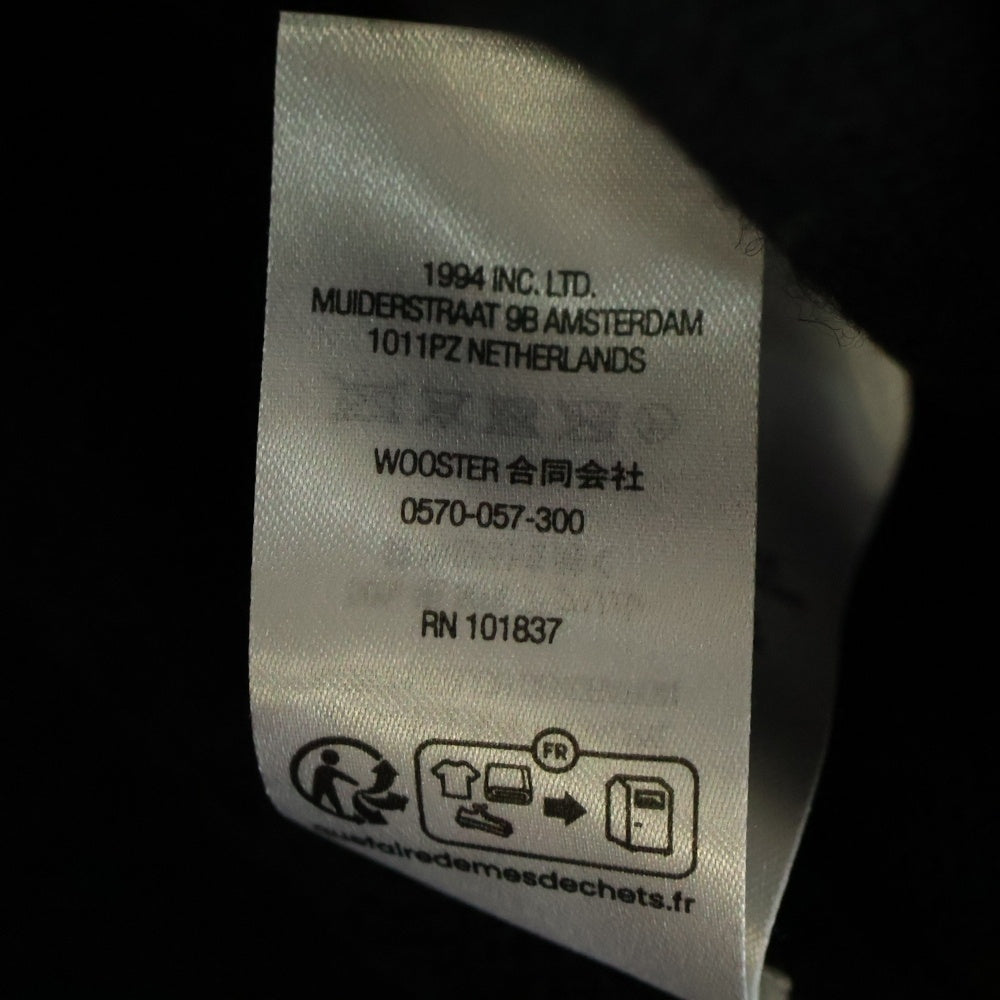 1994 INC. LTD.
MUIDERSTRAAT 9B AMSTERDAM
1011PZ NETHERLANDS
WOOSTER 合同会社
0570-057-300
RN 101837
FR
quefairedemesdechets.fr